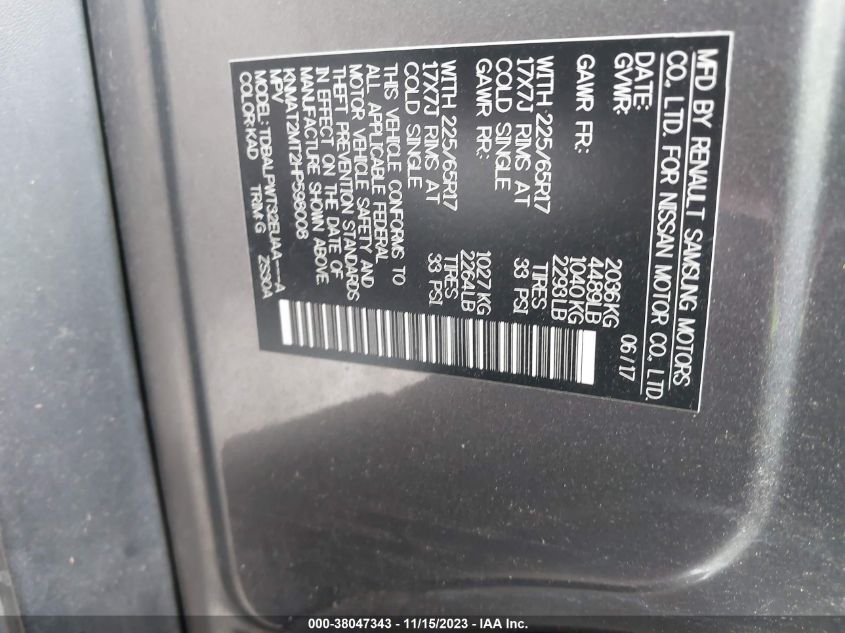 MFD BY RENAULT SAMSUNG MOTORS
CO., LTD. FOR NISSAN MOTOR CO., LTD.
DATE: 06/17
GVWR: 2036KG
4489LB
GAWR FR: 1040KG
2293LB
WITH 225/65R17 TIRES
17X7J RIMS AT 33 PSI
COLD SINGLE
GAWR RR: 1027KG
2264LB
WITH 225/65R17 TIRES
17X7J RIMS AT 33 PSI
COLD SINGLE
THIS VEHICLE CONFORMS TO
ALL APPLICABLE FEDERAL
MOTOR VEHICLE SAFETY AND
THEFT PREVENTION STANDARDS
IN EFFECT ON THE DATE OF
MANUFACTURE SHOWN ABOVE.
KNMAT2MT2HP598008
MPV
MODEL: TDBALPWT32EUAA----A
COLOR:KAD TRIM:G 2S30A
000-38047343 - 11/15/2023 - IAA Inc.